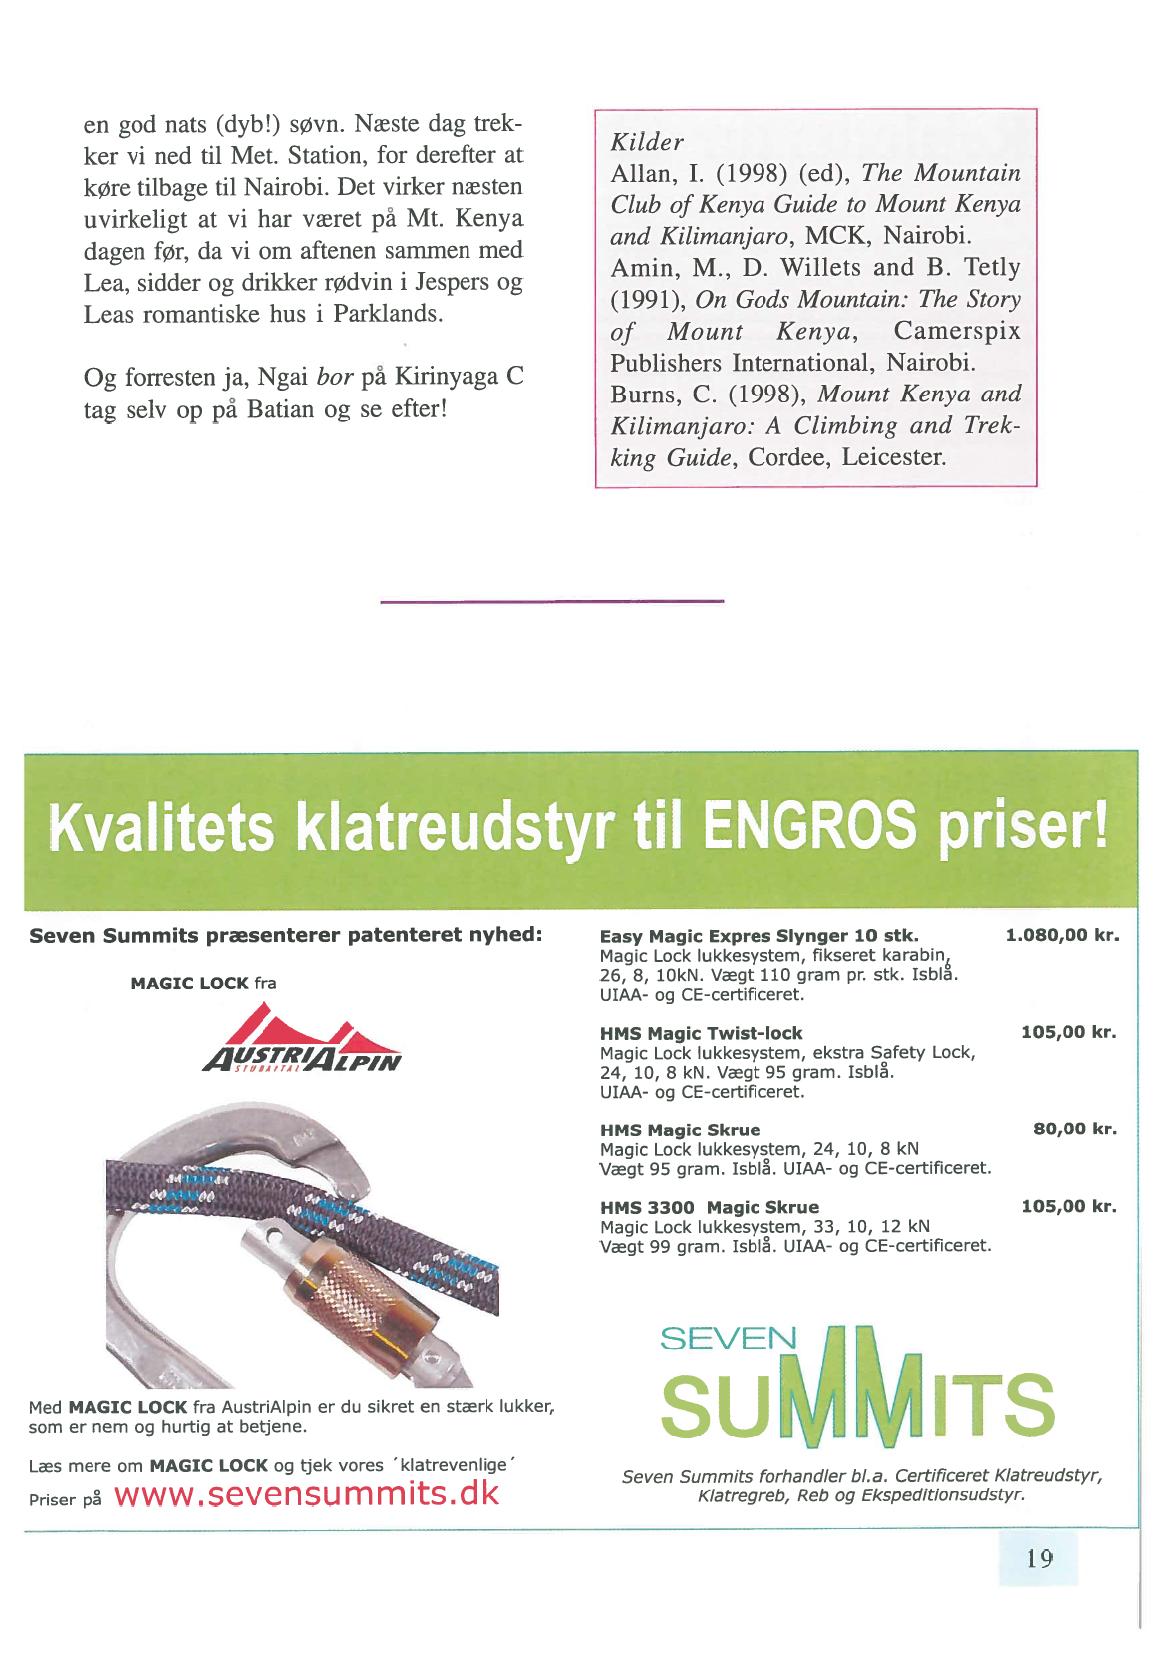 en god nats (dyb!) søvn. Næste dag trek-
ker vi ned til Met. Station, for derefter at
køre tilbage til Nairobi. Det virker næsten
uvirkeligt at vi har været på Mt. Kenya
dagen før, da vi om aftenen sammen med
Lea, sidder og drikker rødvin i Jespers og
Leas romantiske hus i Parklands.
Og forresten ja, Ngai bor på Kirinyaga C
tag selv op på Batian og se efter!
Kilder
Allan, I. (1998) (ed), The Mountain
Club of Kenya Guide to Mount Kenya
and Kilimanjaro, MCK, Nairobi.
Amin, M., D. Willets and B. Tetly
(1991), On Gods Mountain: The Story
of Mount Kenya, Camerspix
Publishers International, Nairobi.
Burns, C. (1998), Mount Kenya and
Kilimanjaro: A Climbing and Trek-
king Guide, Cordee, Leicester.
Kvalitets klatreudstyr til ENGROS priser!
Seven Summits præsenterer patenteret nyhed:
MAGIC LOCK fra
AUSTRIALPIN
STUBAITAL
Med MAGIC LOCK fra AustriAlpin er du sikret en stærk lukker,
som er nem og hurtig at betjene.
Læs mere om MAGIC LOCK og tjek vores ´klatrevenlige´
Priser på www.sevensummits.dk
Easy Magic Expres Slynger 10 stk. 1.080,00 kr.
Magic Lock lukkesystem, fikseret karabin,
26, 8, 10kN. Vægt 110 gram pr. stk. Isblå.
UIAA- og CE-certificeret.
HMS Magic Twist-lock 105,00 kr.
Magic Lock lukkesystem, ekstra Safety Lock,
24, 10, 8 kN. Vægt 95 gram. Isblå.
UIAA- og CE-certificeret.
HMS Magic Skrue 80,00 kr.
Magic Lock lukkesystem, 24, 10, 8 kN
Vægt 95 gram. Isblå. UIAA- og CE-certificeret.
HMS 3300 Magic Skrue 105,00 kr.
Magic Lock lukkesystem, 33, 10, 12 kN
Vægt 99 gram. Isblå. UIAA- og CE-certificeret.
SEVEN
SUMMITS
Seven Summits forhandler bl.a. Certificeret Klatreudstyr,
Klatregreb, Reb og Ekspeditionsudstyr.
19